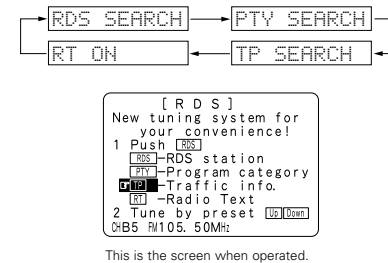 RDS SEARCH PTY SEARCH
RT ON TP SEARCH
[RDS]
New tuning system for
your convenience!
1 Push RDS
RDS-RDS station
PTY-Program category
TP-Traffic info.
RT-Radio Text
2 Tune by preset Up Down
CHB5 FM105. 50MHz
This is the screen when operated.